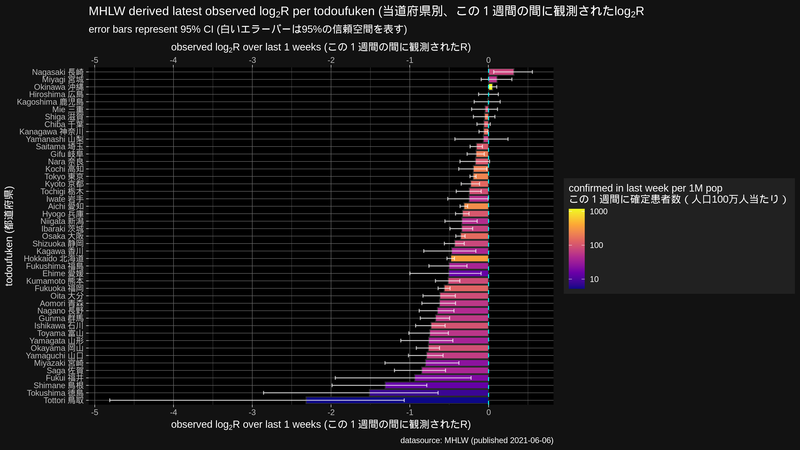 MHLW derived latest observed log2R per todoufuken (当道府県別、この１週間の間に観測されたlog2R
error bars represent 95% CI (白いエラーバーは95%の信頼空間を表す)
observed log2R over last 1 weeks (この１週間の間に観測されたR)
-5 -4 -3 -2 -1 0
todoufuken (都道府県)
Nagasaki 長崎
Miyagi 宮城
Okinawa 沖縄
Hiroshima 広島
Kagoshima 鹿児島
Mie 三重
Shiga 滋賀
Chiba 千葉
Kanagawa 神奈川
Yamanashi 山梨
Saitama 埼玉
Gifu 岐阜
Nara 奈良
Kochi 高知
Tokyo 東京
Kyoto 京都
Tochigi 栃木
Iwate 岩手
Aichi 愛知
Hyogo 兵庫
Niigata 新潟
Ibaraki 茨城
Osaka 大阪
Shizuoka 静岡
Kagawa 香川
Hokkaido 北海道
Fukushima 福島
Ehime 愛媛
Kumamoto 熊本
Fukuoka 福岡
Oita 大分
Aomori 青森
Nagano 長野
Gunma 群馬
Ishikawa 石川
Toyama 富山
Yamagata 山形
Okayama 岡山
Yamaguchi 山口
Miyazaki 宮崎
Saga 佐賀
Fukui 福井
Shimane 島根
Tokushima 徳島
Tottori 鳥取
-5 -4 -3 -2 -1 0
observed log2R over last 1 weeks (この１週間の間に観測されたR)
confirmed in last week per 1M pop
この１週間に確定患者数（人口100万人当たり）
1000
100
10
datasource: MHLW (published 2021-06-06)